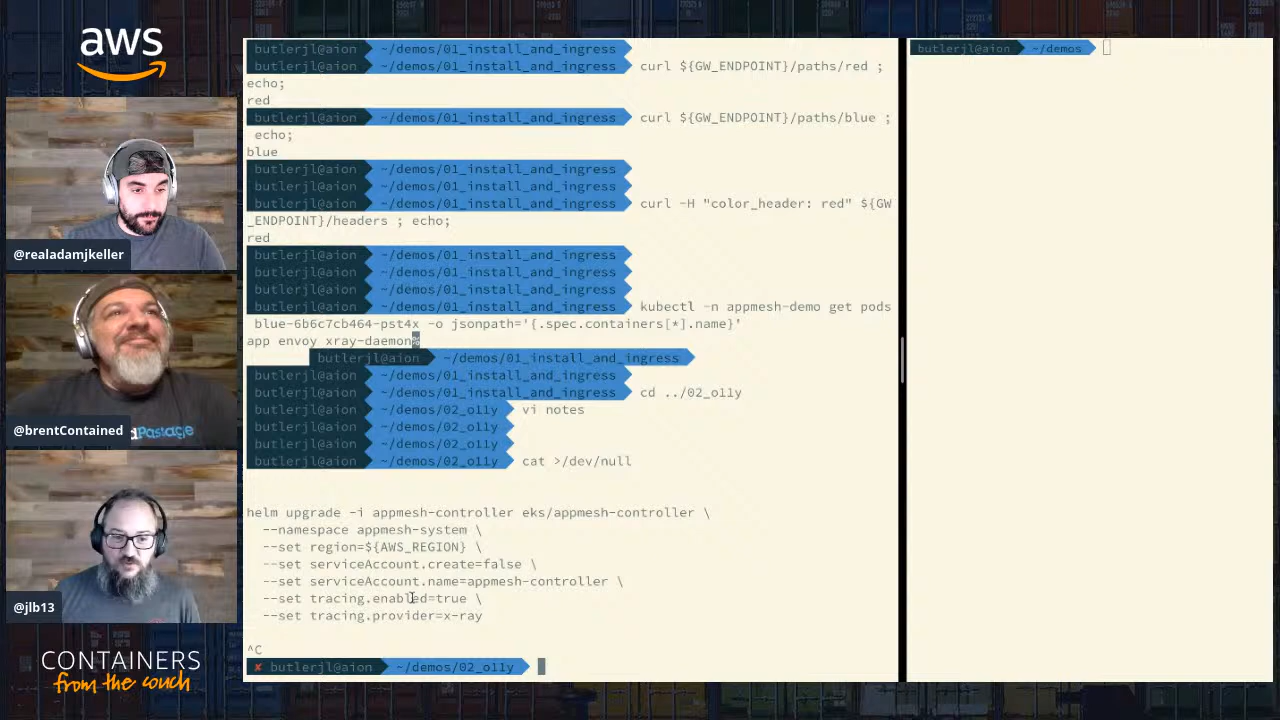 aws
@realadamjkeller
@brentContained
dPastage
@jlb13
CONTAINERS
from the couch
butlerjl@aion ~/demos/01_install_and_ingress
butlerjl@aion ~/demos/01_install_and_ingress curl ${GW_ENDPOINT}/paths/red ;
echo;
red
butlerjl@aion ~/demos/01_install_and_ingress curl ${GW_ENDPOINT}/paths/blue ;
echo;
blue
butlerjl@aion ~/demos/01_install_and_ingress
butlerjl@aion ~/demos/01_install_and_ingress
butlerjl@aion ~/demos/01_install_and_ingress curl -H "color_header: red" ${GW
_ENDPOINT}/headers ; echo;
red
butlerjl@aion ~/demos/01_install_and_ingress
butlerjl@aion ~/demos/01_install_and_ingress
butlerjl@aion ~/demos/01_install_and_ingress
butlerjl@aion ~/demos/01_install_and_ingress kubectl -n appmesh-demo get pods
blue-6b6c7cb464-pst4x -o jsonpath='{.spec.containers[*].name}'
app envoy xray-daemon%
butlerjl@aion ~/demos/01_install_and_ingress
butlerjl@aion ~/demos/01_install_and_ingress
butlerjl@aion ~/demos/01_install_and_ingress cd ../02_o11y
butlerjl@aion ~/demos/02_o11y vi notes
butlerjl@aion ~/demos/02_o11y
butlerjl@aion ~/demos/02_o11y
butlerjl@aion ~/demos/02_o11y cat >/dev/null
helm upgrade -i appmesh-controller eks/appmesh-controller \
--namespace appmesh-system \
--set region=${AWS_REGION} \
--set serviceAccount.create=false \
--set serviceAccount.name=appmesh-controller \
--set tracing.enabled=true \
--set tracing.provider=x-ray
^C
✘ butlerjl@aion ~/demos/02_o11y
butlerjl@aion ~/demos